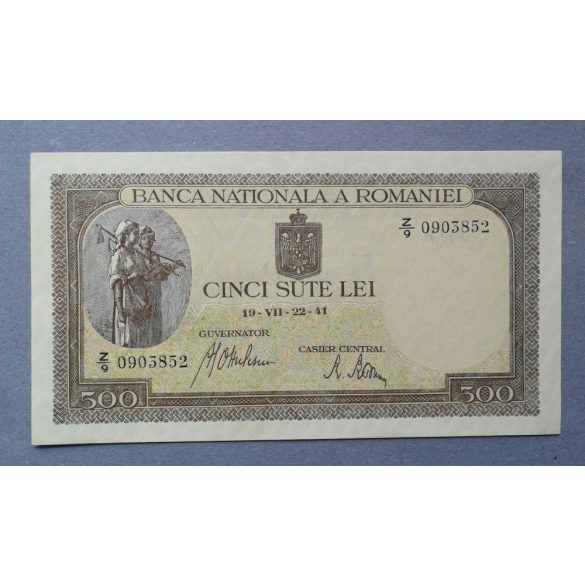 BANCA NATIONALA A ROMANIEI
Z/9 0903852
CINCI SUTE LEI
19-VII-22-41
GUVERNATOR
CASIER CENTRAL
Z/9 0903852
500
500